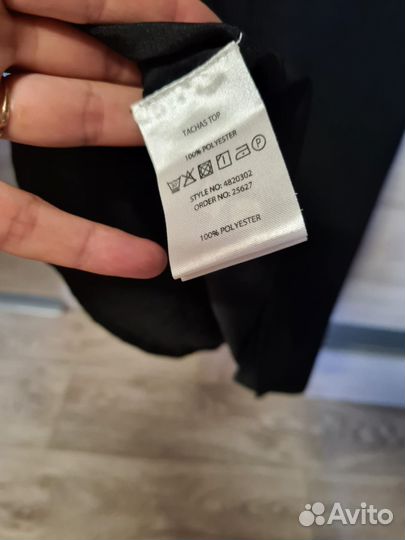 TACHAS TOP
100% POLYESTER
P
STYLE NO: 4820302
ORDER NO: 25627
100% POLYESTER
Avito